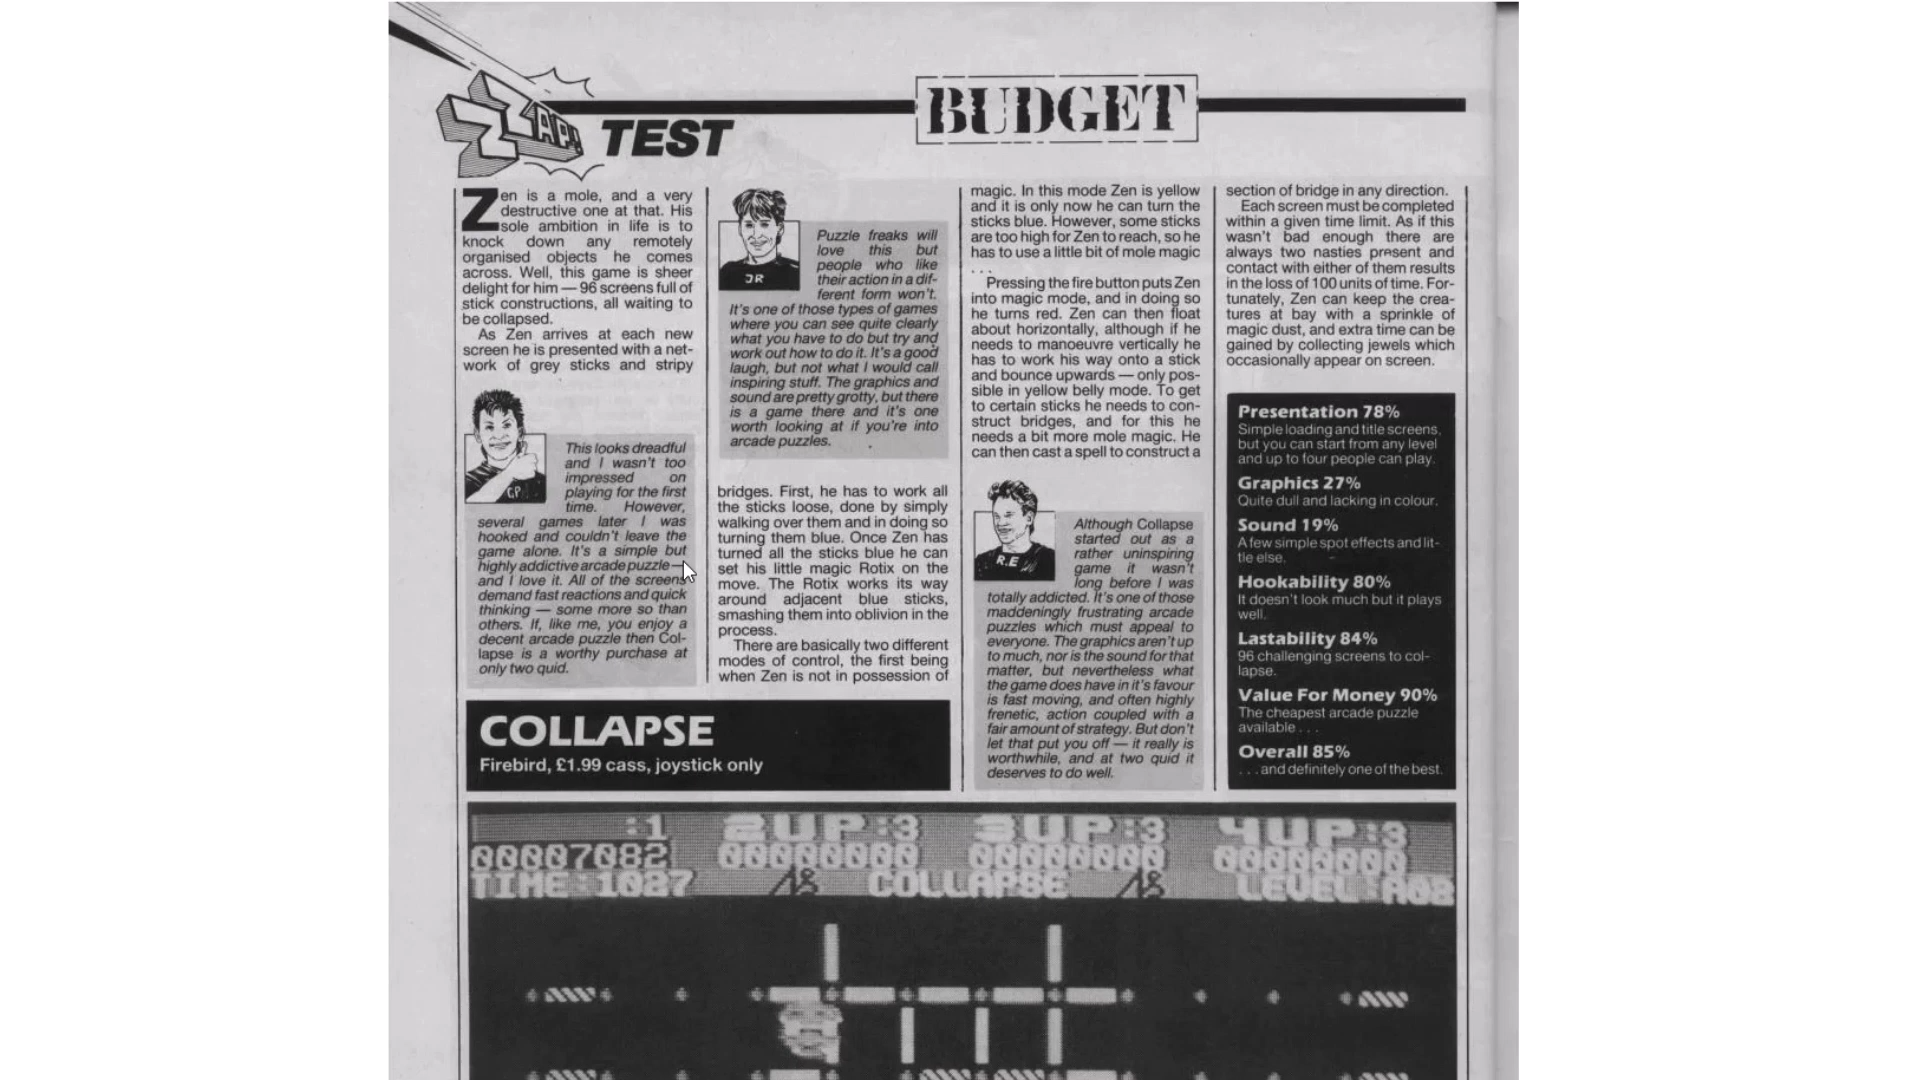 ZZAP!
TEST
BUDGET
Zen is a mole, and a very
destructive one at that. His
sole ambition in life is to
knock down any remotely
organised objects he comes
across. Well, this game is sheer
delight for him — 96 screens full of
stick constructions, all waiting to
be collapsed.
As Zen arrives at each new
screen he is presented with a net-
work of grey sticks and stripy
G.P
This looks dreadful
and I wasn't too
impressed on
playing for the first
time. However,
several games later I was
hooked and couldn't leave the
game alone. It's a simple but
highly addictive arcade puzzle —
and I love it. All of the screens
demand fast reactions and quick
thinking — some more so than
others. If, like me, you enjoy a
decent arcade puzzle then Col-
lapse is a worthy purchase at
only two quid.
JR
Puzzle freaks will
love this but
people who like
their action in a dif-
ferent form won't.
It's one of those types of games
where you can see quite clearly
what you have to do but try and
work out how to do it. It's a good
laugh, but not what I would call
inspiring stuff. The graphics and
sound are pretty grotty, but there
is a game there and it's one
worth looking at if you're into
arcade puzzles.
bridges. First, he has to work all
the sticks loose, done by simply
walking over them and in doing so
turning them blue. Once Zen has
turned all the sticks blue he can
set his little magic Rotix on the
move. The Rotix works its way
around adjacent blue sticks,
smashing them into oblivion in the
process.
There are basically two different
modes of control, the first being
when Zen is not in possession of
magic. In this mode Zen is yellow
and it is only now he can turn the
sticks blue. However, some sticks
are too high for Zen to reach, so he
has to use a little bit of mole magic
. . .
Pressing the fire button puts Zen
into magic mode, and in doing so
he turns red. Zen can then float
about horizontally, although if he
needs to manoeuvre vertically he
has to work his way onto a stick
and bounce upwards — only pos-
sible in yellow belly mode. To get
to certain sticks he needs to con-
struct bridges, and for this he
needs a bit more mole magic. He
can then cast a spell to construct a
R.E
Although Collapse
started out as a
rather uninspiring
game it wasn't
long before I was
totally addicted. It's one of those
maddeningly frustrating arcade
puzzles which must appeal to
everyone. The graphics aren't up
to much, nor is the sound for that
matter, but nevertheless what
the game does have in it's favour
is fast moving, and often highly
frenetic, action coupled with a
fair amount of strategy. But don't
let that put you off — it really is
worthwhile, and at two quid it
deserves to do well.
section of bridge in any direction.
Each screen must be completed
within a given time limit. As if this
wasn't bad enough there are
always two nasties present and
contact with either of them results
in the loss of 100 units of time. For-
tunately, Zen can keep the crea-
tures at bay with a sprinkle of
magic dust, and extra time can be
gained by collecting jewels which
occasionally appear on screen.
Presentation 78%
Simple loading and title screens,
but you can start from any level
and up to four people can play.
Graphics 27%
Quite dull and lacking in colour.
Sound 19%
A few simple spot effects and lit-
tle else.
Hookability 80%
It doesn't look much but it plays
well.
Lastability 84%
96 challenging screens to col-
lapse.
Value For Money 90%
The cheapest arcade puzzle
available . . .
Overall 85%
. . . and definitely one of the best.
COLLAPSE
Firebird, £1.99 cass, joystick only
:1 2UP:3 3UP:3 4UP:3
00007082 00000000 00000000 00000000
TIME:1027 COLLAPSE LEVEL:A08